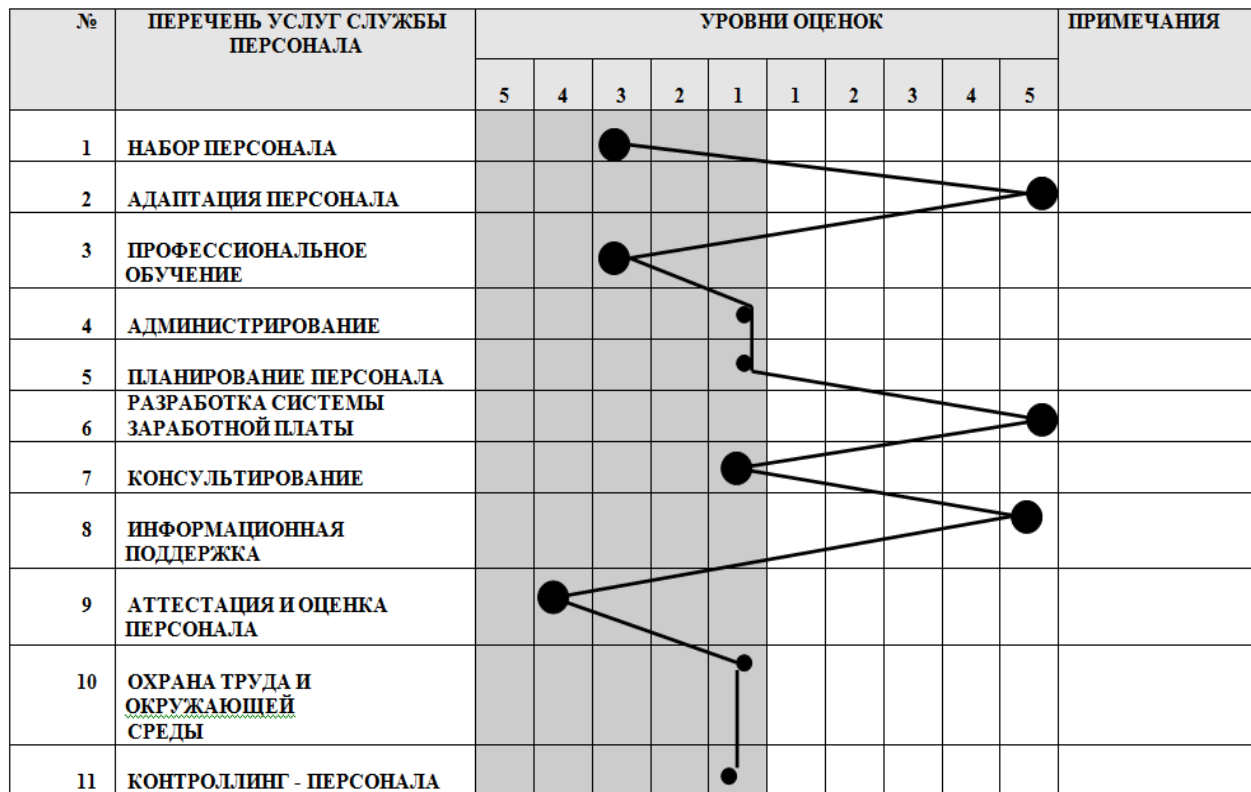 № ПЕРЕЧЕНЬ УСЛУГ СЛУЖБЫ ПЕРСОНАЛА УРОВНИ ОЦЕНОК ПРИМЕЧАНИЯ
5 4 3 2 1 1 2 3 4 5
1 НАБОР ПЕРСОНАЛА
2 АДАПТАЦИЯ ПЕРСОНАЛА
3 ПРОФЕССИОНАЛЬНОЕ
ОБУЧЕНИЕ
4 АДМИНИСТРИРОВАНИЕ
5 ПЛАНИРОВАНИЕ ПЕРСОНАЛА
РАЗРАБОТКА СИСТЕМЫ
6 ЗАРАБОТНОЙ ПЛАТЫ
7 КОНСУЛЬТИРОВАНИЕ
8 ИНФОРМАЦИОННАЯ
ПОДДЕРЖКА
9 АТТЕСТАЦИЯ И ОЦЕНКА
ПЕРСОНАЛА
10 ОХРАНА ТРУДА И
ОКРУЖАЮЩЕЙ
СРЕДЫ
11 КОНТРОЛЛИНГ - ПЕРСОНАЛА